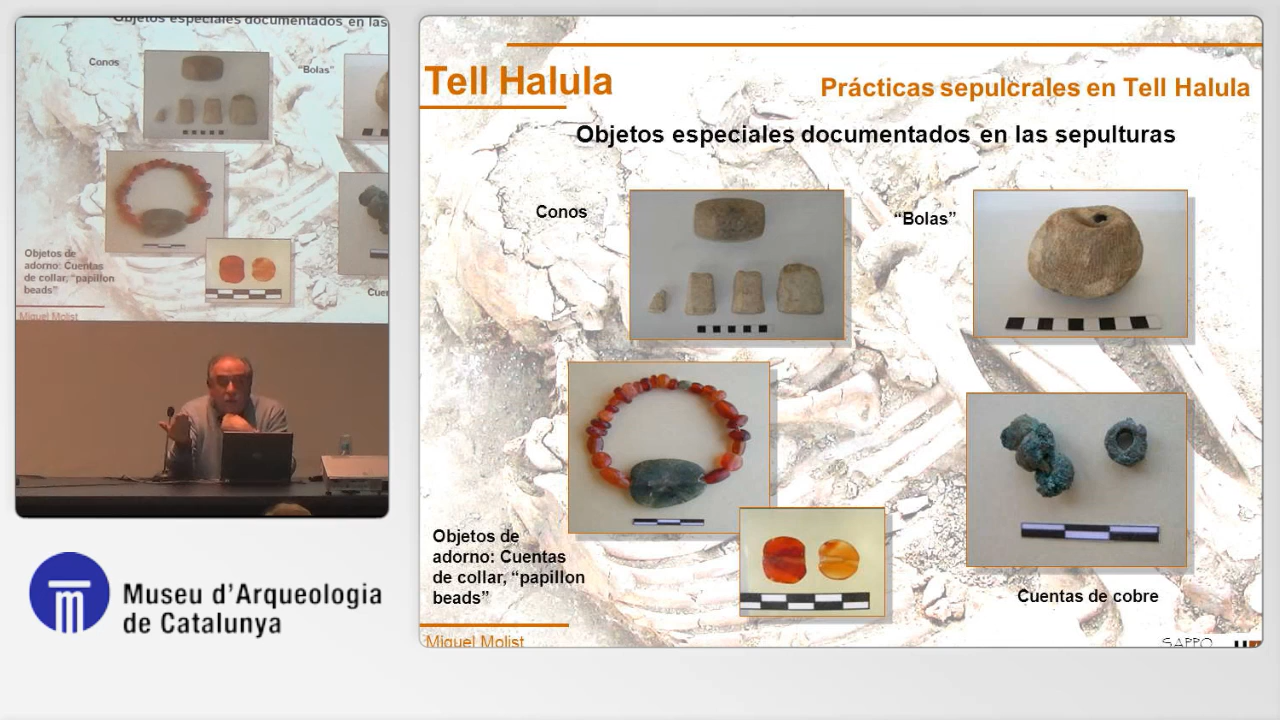 Objetos especiales documentados en las
Conos
“Bolas”
Objetos de
adorno: Cuentas
de collar, “papillon
beads”
Cuen
Miquel Molist
Museu d’Arqueologia
de Catalunya
Tell Halula
Prácticas sepulcrales en Tell Halula
Objetos especiales documentados en las sepulturas
Conos
“Bolas”
Objetos de
adorno: Cuentas
de collar, “papillon
beads”
Cuentas de cobre
Miquel Molist
SAPPO